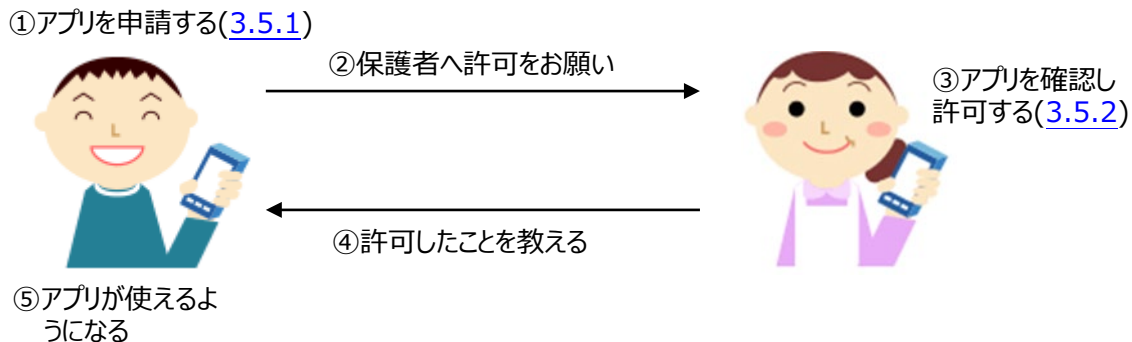 ①アプリを申請する(3.5.1)
②保護者へ許可をお願い
③アプリを確認し
許可する(3.5.2)
④許可したことを教える
⑤アプリが使えるよ
うになる